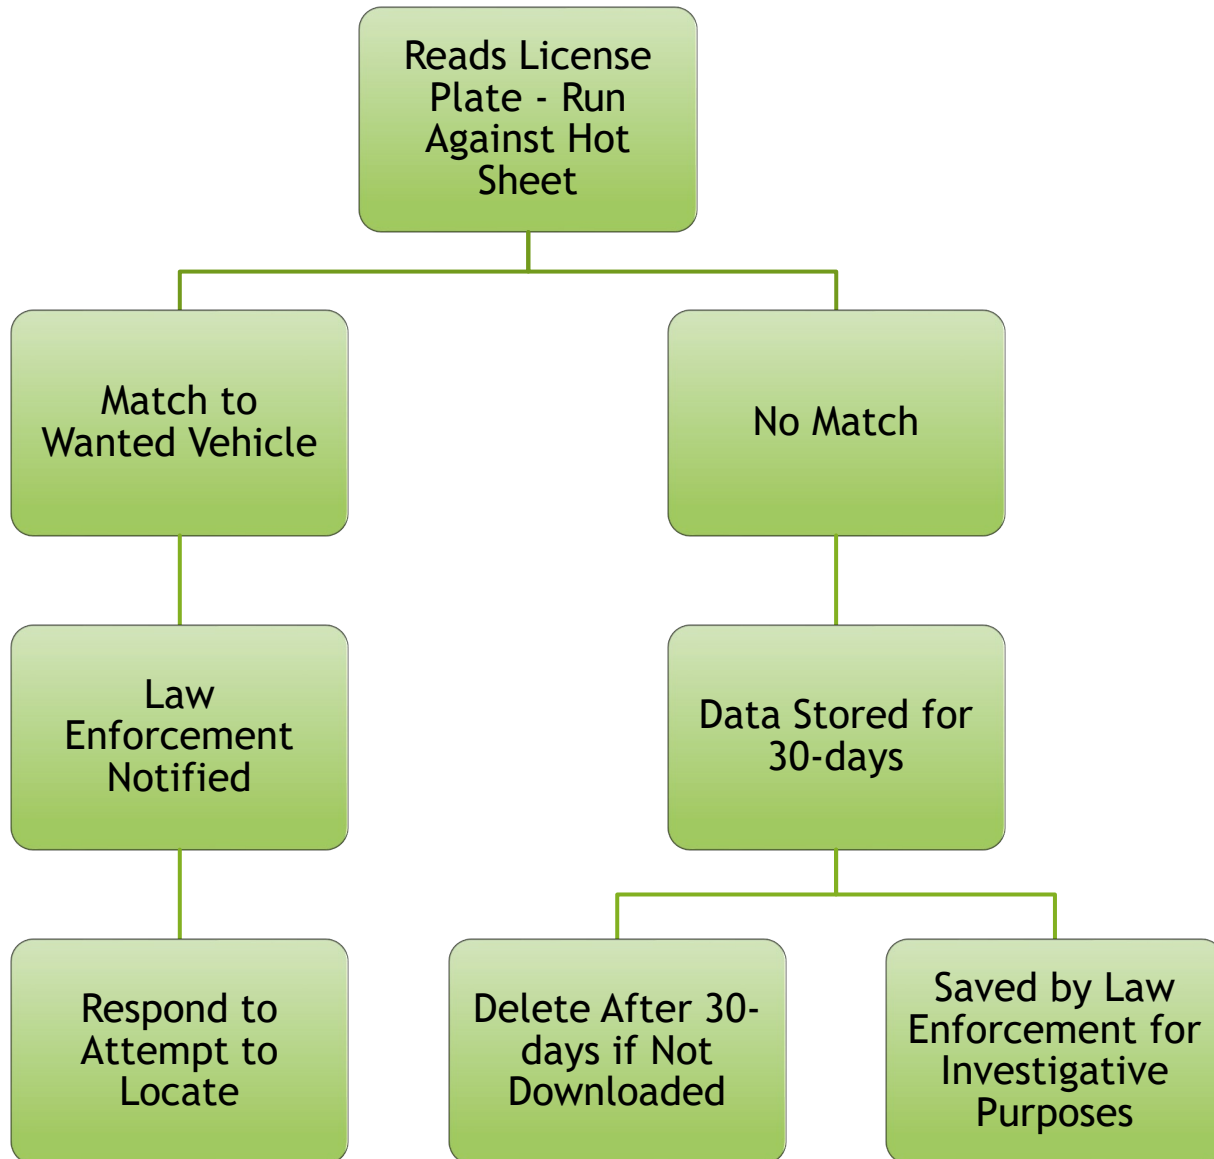 Reads License
Plate - Run
Against Hot
Sheet
Match to
Wanted Vehicle
No Match
Law
Enforcement
Notified
Data Stored for
30-days
Respond to
Attempt to
Locate
Delete After 30-
days if Not
Downloaded
Saved by Law
Enforcement for
Investigative
Purposes